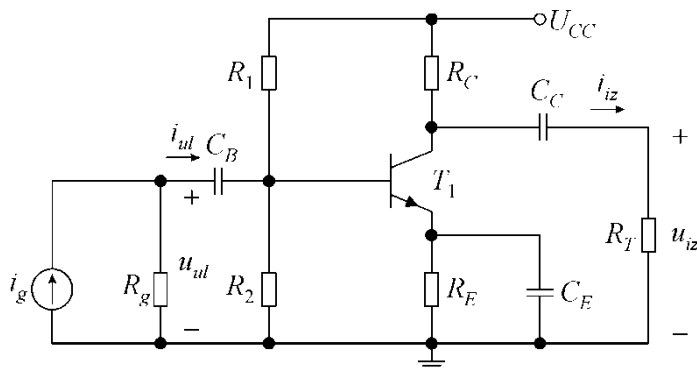 U_CC
R_1
R_C
C_C
i_iz
i_ul
C_B
+
T_1
+
i_g
R_g
u_ul
R_2
R_E
C_E
R_T
u_iz
−
−